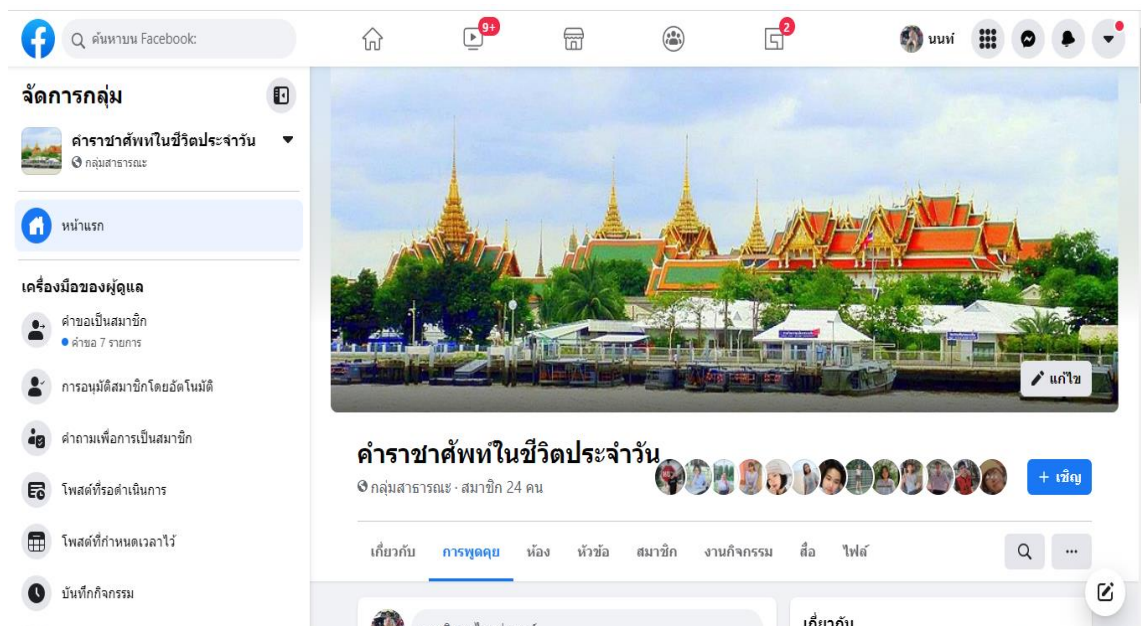 ค้นหาบน Facebook:
9+
2
นนท์
จัดการกลุ่ม
คำราชาศัพท์ในชีวิตประจำวัน
กลุ่มสาธารณะ
หน้าแรก
เครื่องมือของผู้ดูแล
คำขอเป็นสมาชิก
คำขอ 7 รายการ
การอนุมัติสมาชิกโดยอัตโนมัติ
คำถามเพื่อการเป็นสมาชิก
โพสต์ที่รอดำเนินการ
โพสต์ที่กำหนดเวลาไว้
บันทึกกิจกรรม
แก้ไข
คำราชาศัพท์ในชีวิตประจำวัน
กลุ่มสาธารณะ · สมาชิก 24 คน
+ เชิญ
เกี่ยวกับ การพูดคุย ห้อง หัวข้อ สมาชิก งานกิจกรรม สื่อ ไฟล์
เกี่ยวกับ